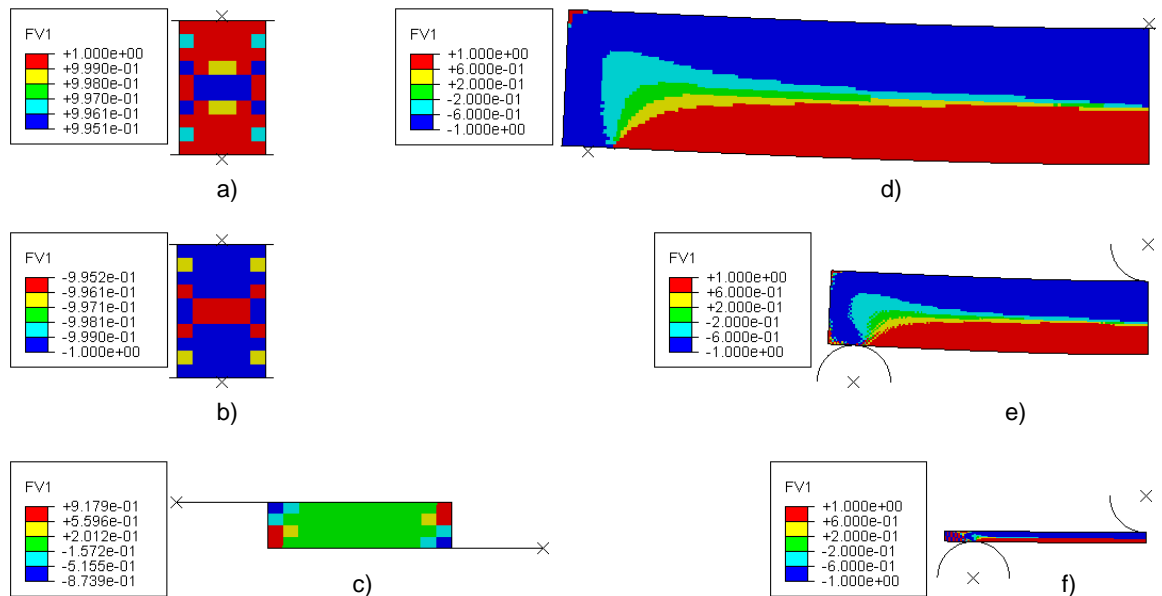 FV1
+1.000e+00
+9.990e-01
+9.980e-01
+9.970e-01
+9.961e-01
+9.951e-01
a)
FV1
+1.000e+00
+6.000e-01
+2.000e-01
-2.000e-01
-6.000e-01
-1.000e+00
d)
FV1
-9.952e-01
-9.961e-01
-9.971e-01
-9.981e-01
-9.990e-01
-1.000e+00
b)
FV1
+1.000e+00
+6.000e-01
+2.000e-01
-2.000e-01
-6.000e-01
-1.000e+00
e)
FV1
+9.179e-01
+5.596e-01
+2.012e-01
-1.572e-01
-5.155e-01
-8.739e-01
c)
FV1
+1.000e+00
+6.000e-01
+2.000e-01
-2.000e-01
-6.000e-01
-1.000e+00
f)